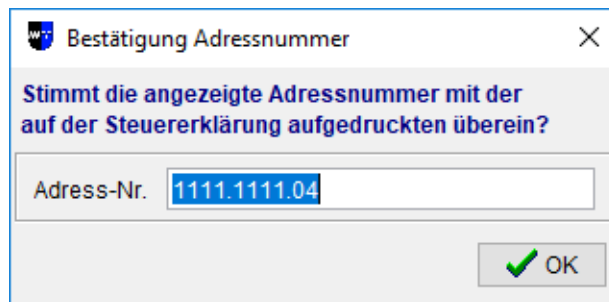 Bestätigung Adressnummer
Stimmt die angezeigte Adressnummer mit der
auf der Steuererklärung aufgedruckten überein?
Adress-Nr. 1111.1111.04
OK